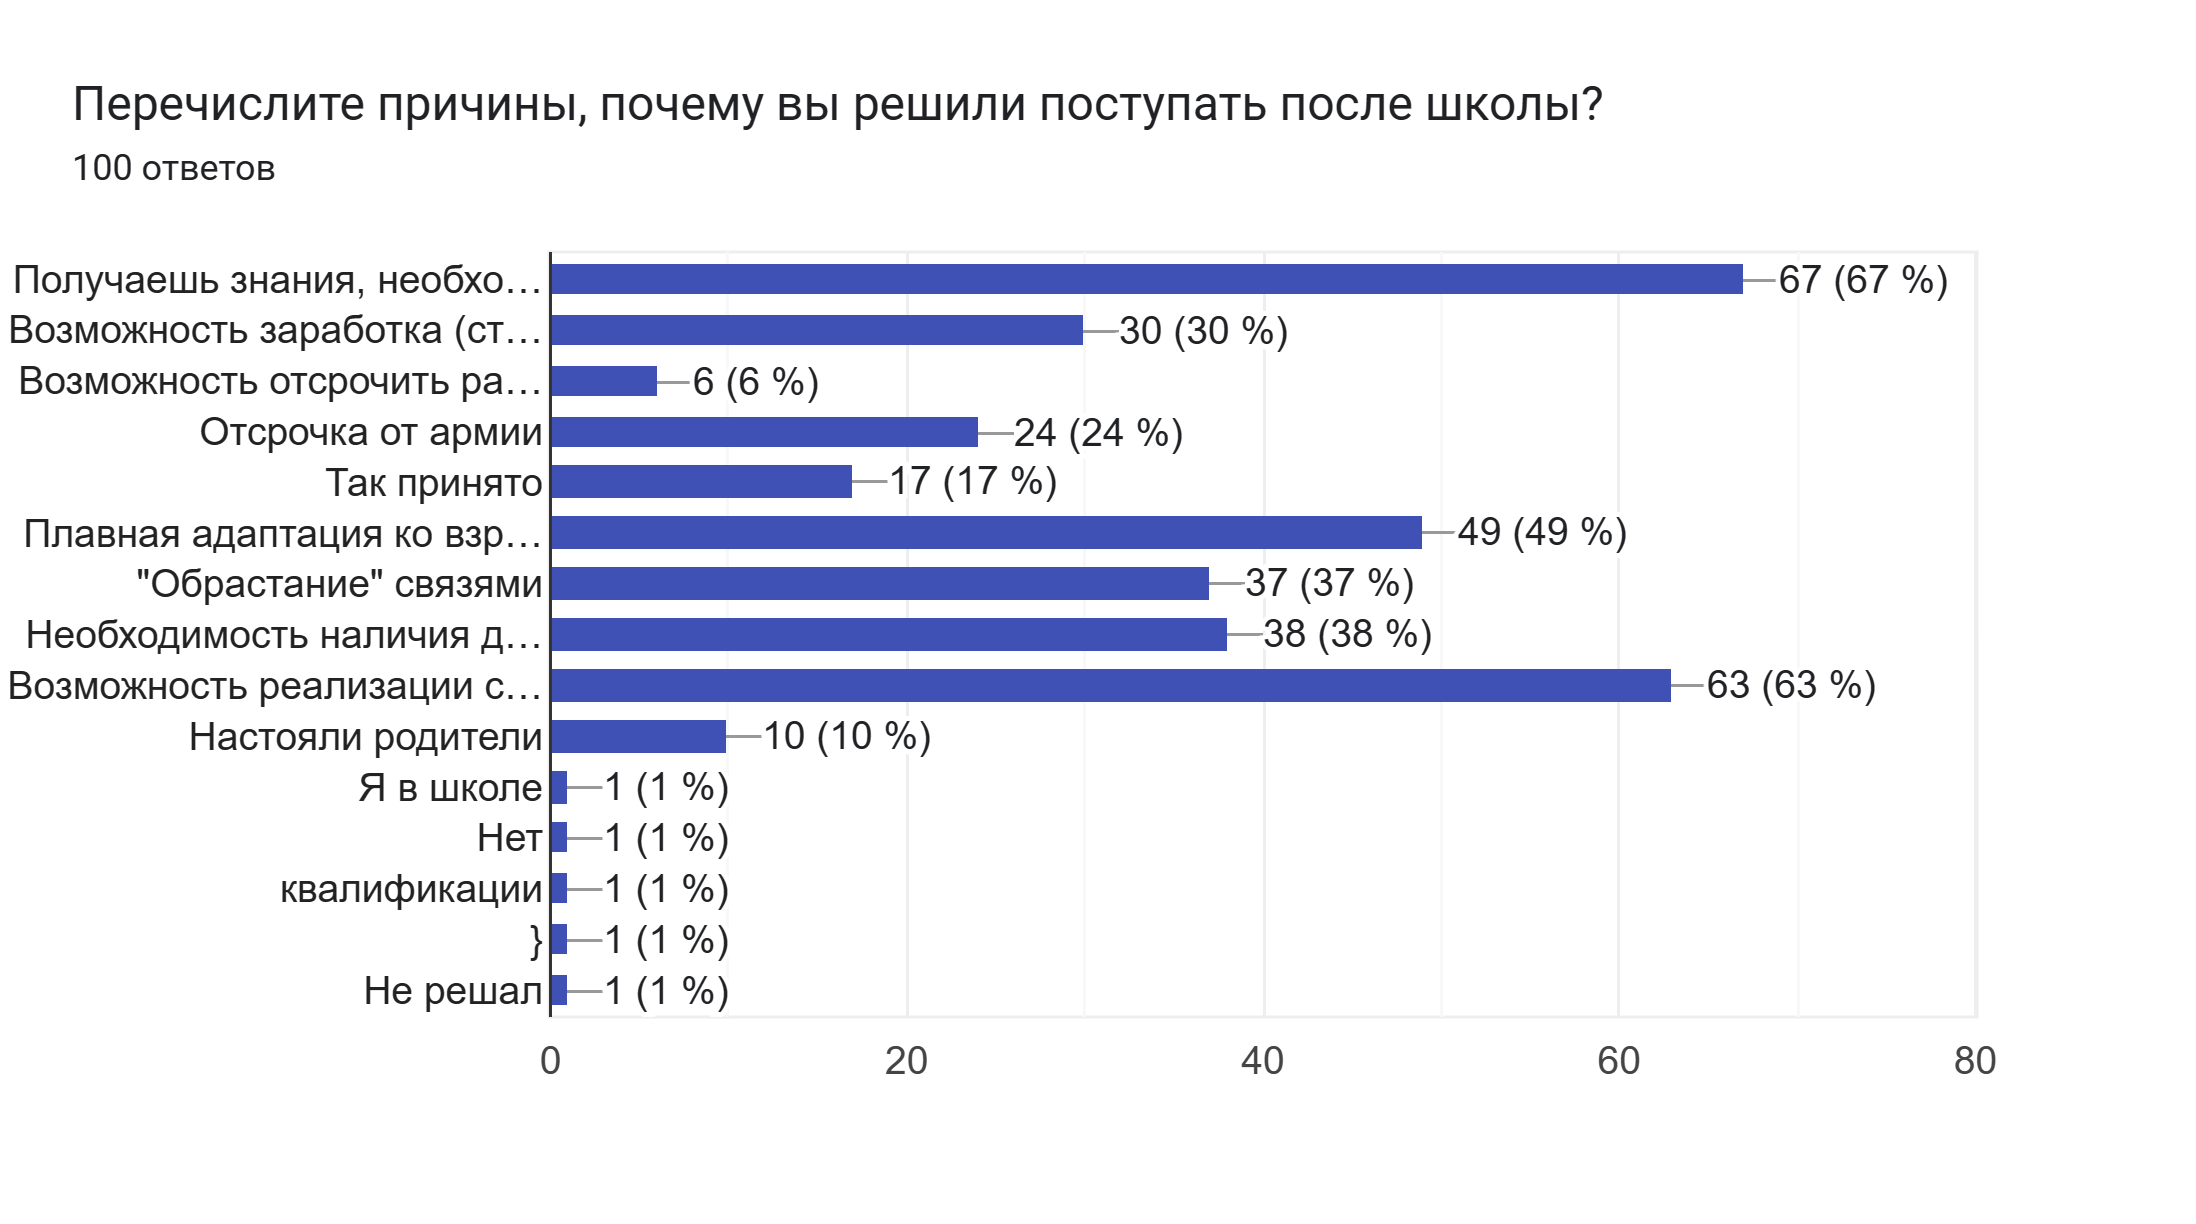 Перечислите причины, почему вы решили поступать после школы?
100 ответов
Получаешь знания, необхо… 67 (67 %)
Возможность заработка (ст… 30 (30 %)
Возможность отсрочить ра… 6 (6 %)
Отсрочка от армии 24 (24 %)
Так принято 17 (17 %)
Плавная адаптация ко взр… 49 (49 %)
"Обрастание" связями 37 (37 %)
Необходимость наличия д… 38 (38 %)
Возможность реализации с… 63 (63 %)
Настояли родители 10 (10 %)
Я в школе 1 (1 %)
Нет 1 (1 %)
квалификации 1 (1 %)
} 1 (1 %)
Не решал 1 (1 %)
0 20 40 60 80